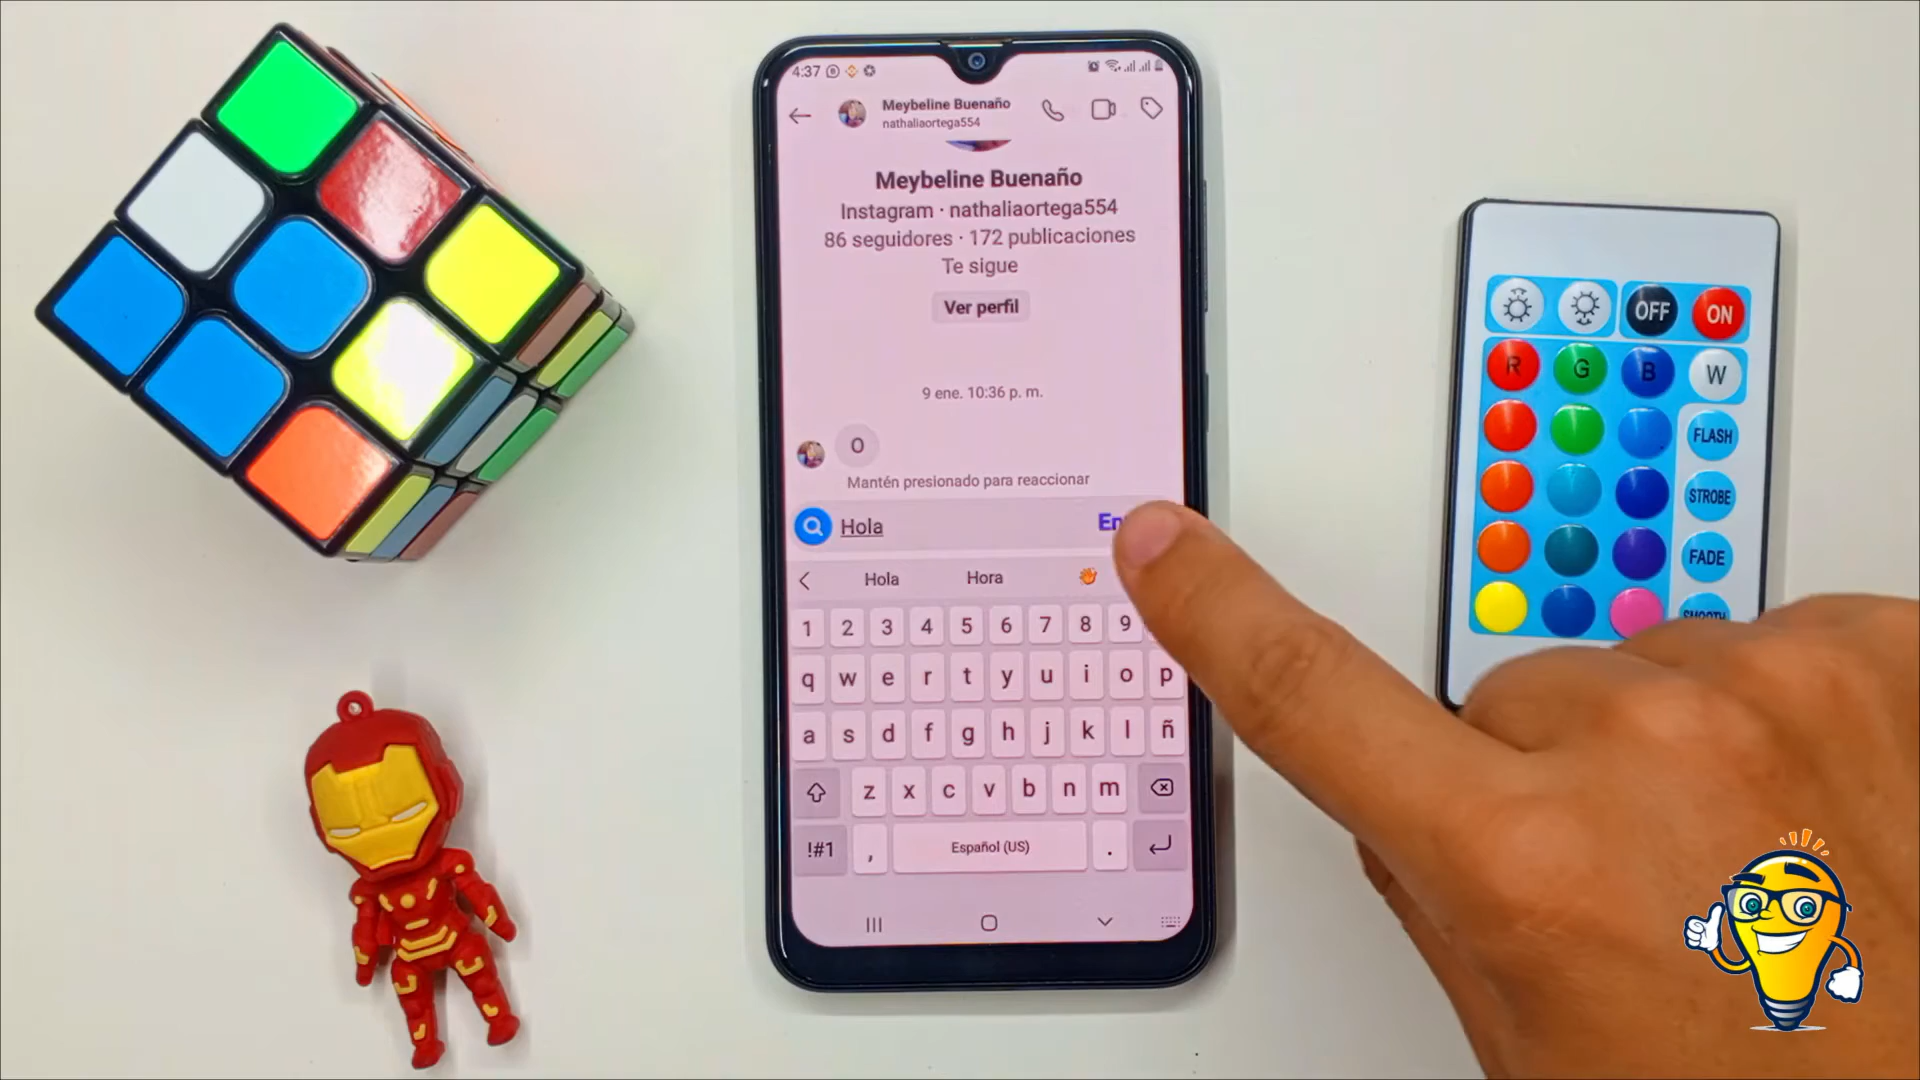 4:37
Meybeline Buenaño
nathaliaortega554
Meybeline Buenaño
Instagram · nathaliaortega554
86 seguidores · 172 publicaciones
Te sigue
Ver perfil
9 ene. 10:36 p. m.
O
Mantén presionado para reaccionar
Hola
Hola Hora 👋
1 2 3 4 5 6 7 8 9
q w e r t y u i o p
a s d f g h j k l ñ
z x c v b n m
!#1 , Español (US) .
OFF ON
R G B W
FLASH
STROBE
FADE
SMOOTH